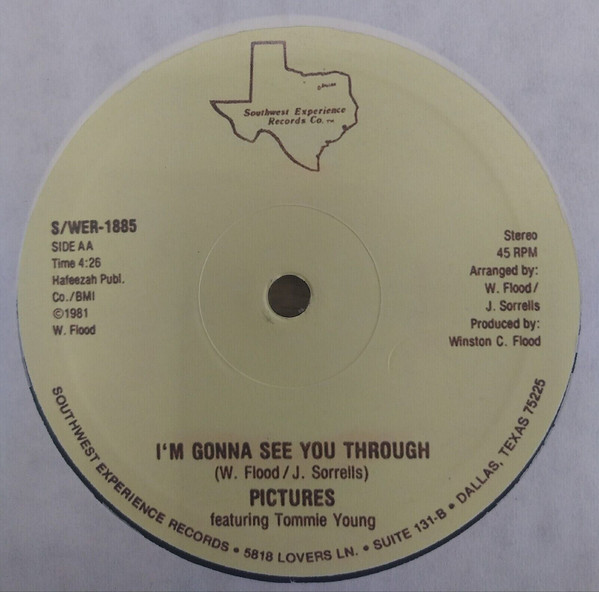 DALLAS
Southwest Experience
Records Co. TM
S/WER-1885
SIDE AA
Time 4:26
Hafeezah Publ.
Co./BMI
©1981
W. Flood
Stereo
45 RPM
Arranged by:
W. Flood/
J. Sorrells
Produced by:
Winston C. Flood
I'M GONNA SEE YOU THROUGH
(W. Flood/J. Sorrells)
PICTURES
featuring Tommie Young
SOUTHWEST EXPERIENCE RECORDS • 5818 LOVERS LN. • SUITE 131-B • DALLAS, TEXAS 75225